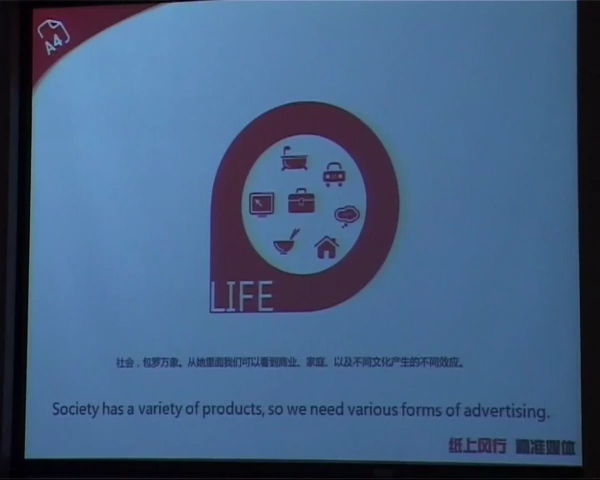 A4
LIFE
社会，包罗万象。从她里面我们可以看到商业、家庭、以及不同文化产生的不同效应。
Society has a variety of products, so we need various forms of advertising.
纸上风行 精准媒体